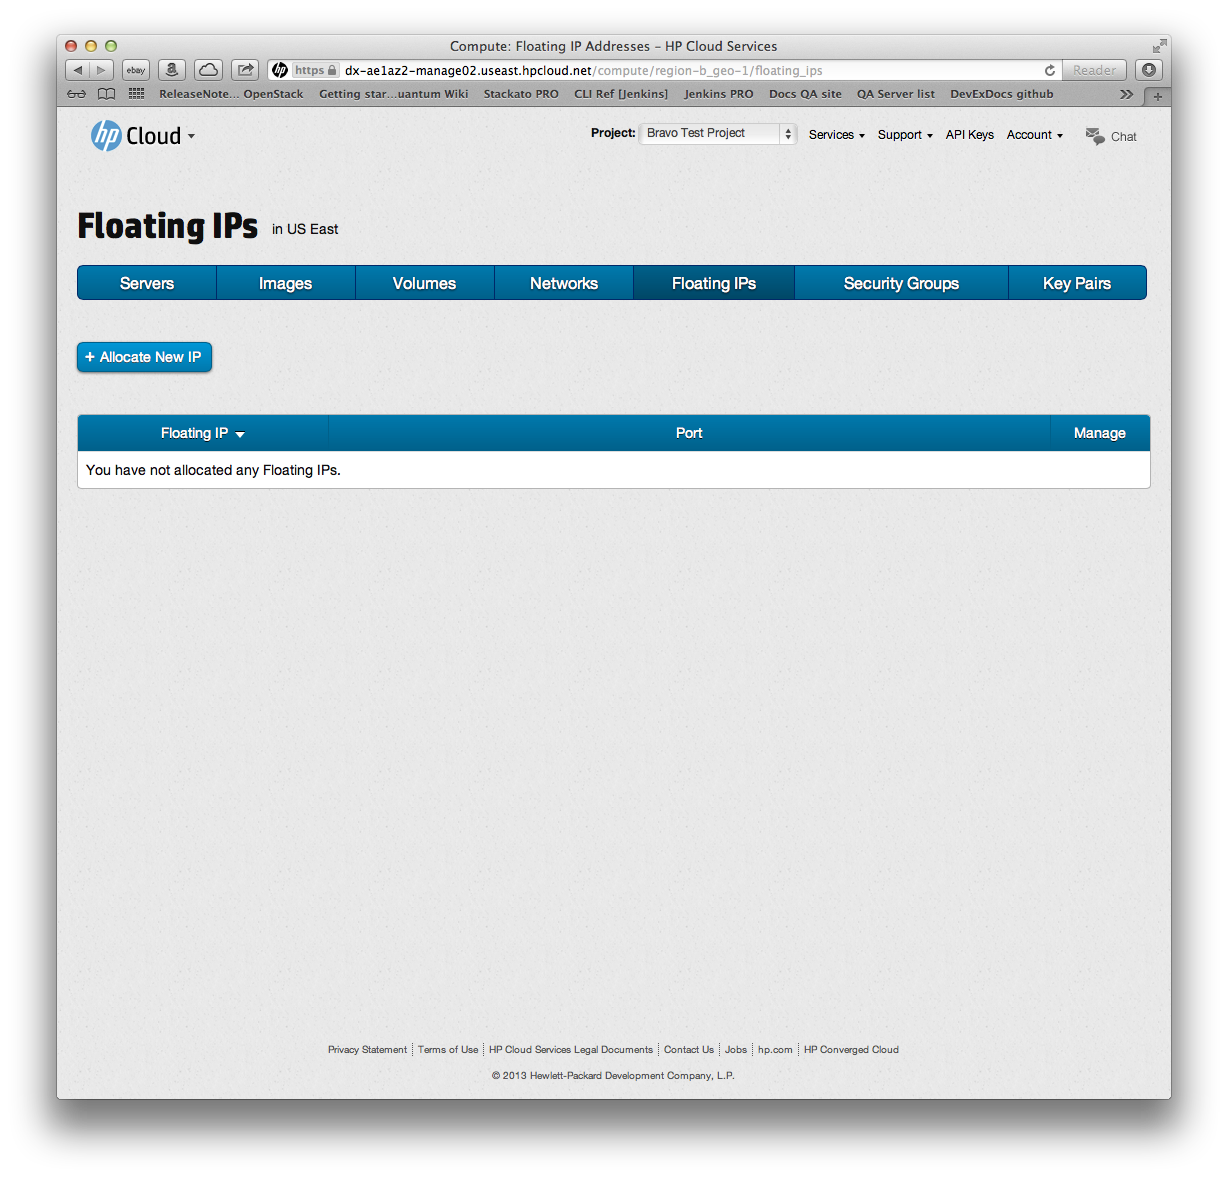 Compute: Floating IP Addresses – HP Cloud Services
ebay a hp https dx-ae1az2-manage02.useast.hpcloud.net/compute/region-b_geo-1/floating_ips Reader
ReleaseNote... OpenStack Getting star...uantum Wiki Stackato PRO CLI Ref [Jenkins] Jenkins PRO Docs QA site QA Server list DevExDocs github >> +
hp Cloud Project: Bravo Test Project Services Support API Keys Account Chat
Floating IPs in US East
Servers Images Volumes Networks Floating IPs Security Groups Key Pairs
+ Allocate New IP
Floating IP Port Manage
You have not allocated any Floating IPs.
Privacy Statement Terms of Use HP Cloud Services Legal Documents Contact Us Jobs hp.com HP Converged Cloud
© 2013 Hewlett-Packard Development Company, L.P.